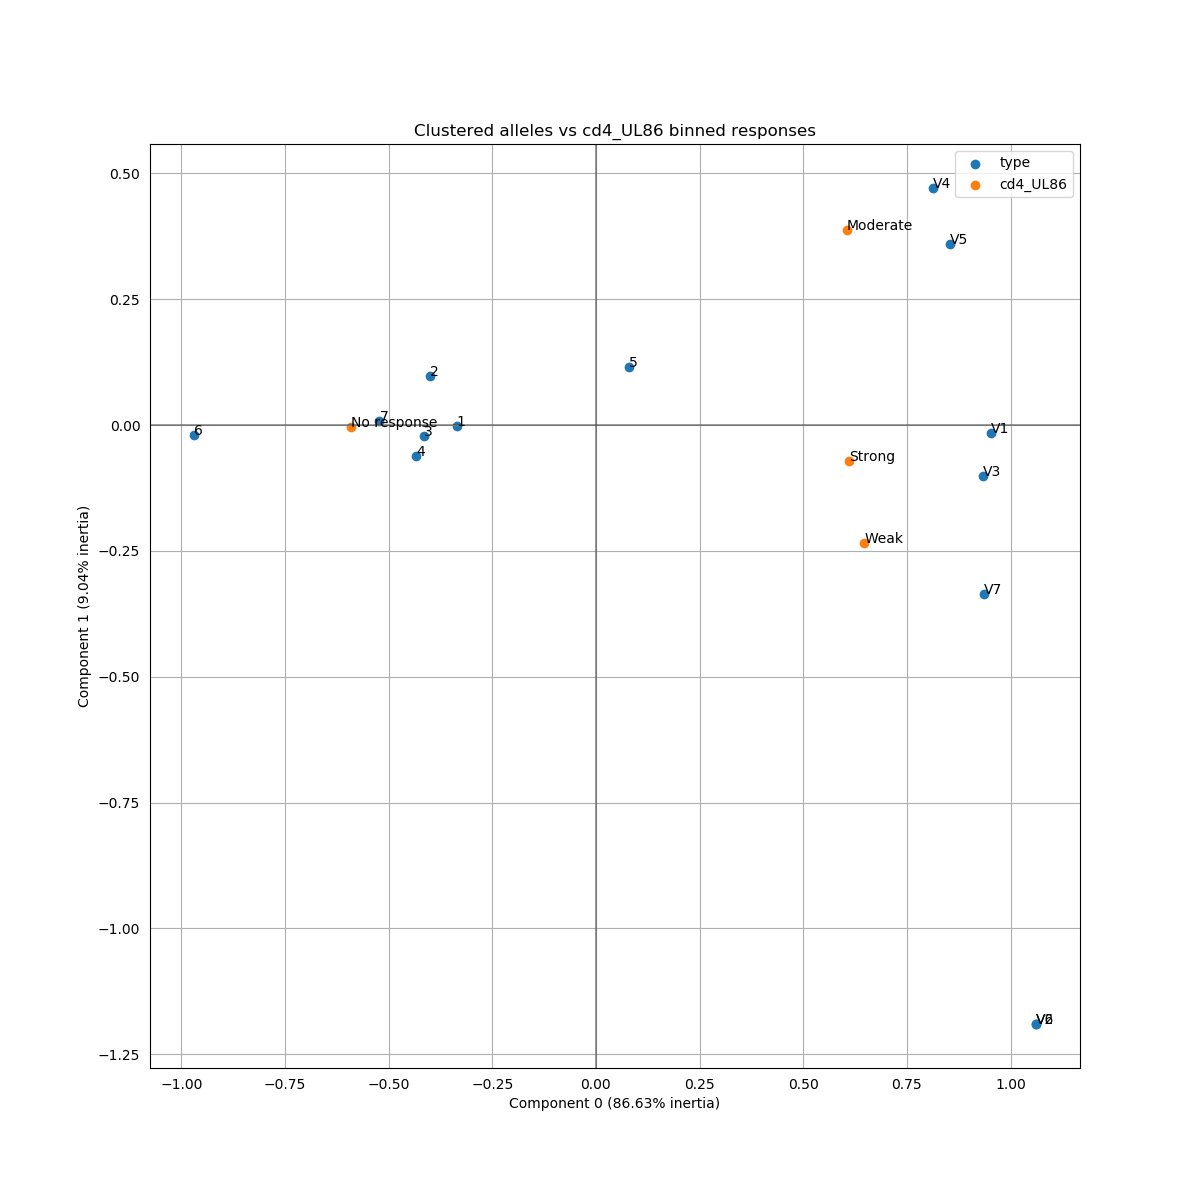 Clustered alleles vs cd4_UL86 binned responses
type
cd4_UL86
V4
Moderate
V5
5
2
7
No response
1
3
6
4
V1
Strong
V3
Weak
V7
V2
V6
0.50
0.25
0.00
−0.25
−0.50
−0.75
−1.00
−1.25
Component 1 (9.04% inertia)
−1.00
−0.75
−0.50
−0.25
0.00
0.25
0.50
0.75
1.00
Component 0 (86.63% inertia)